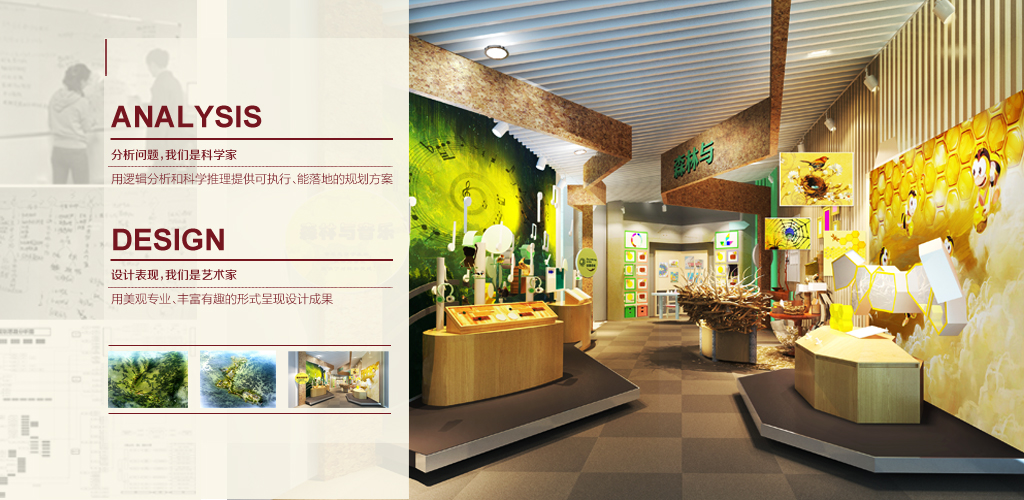 ANALYSIS
分析问题,我们是科学家
用逻辑分析和科学推理提供可执行、能落地的规划方案
DESIGN
设计表现,我们是艺术家
用美观专业、丰富有趣的形式呈现设计成果
森林与